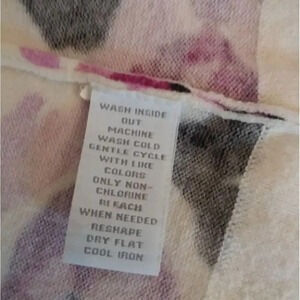 WASH INSIDE
OUT
MACHINE
WASH COLD
GENTLE CYCLE
WITH LIKE
COLORS
ONLY NON-
CHLORINE
BLEACH
WHEN NEEDED
RESHAPE
DRY FLAT
COOL IRON